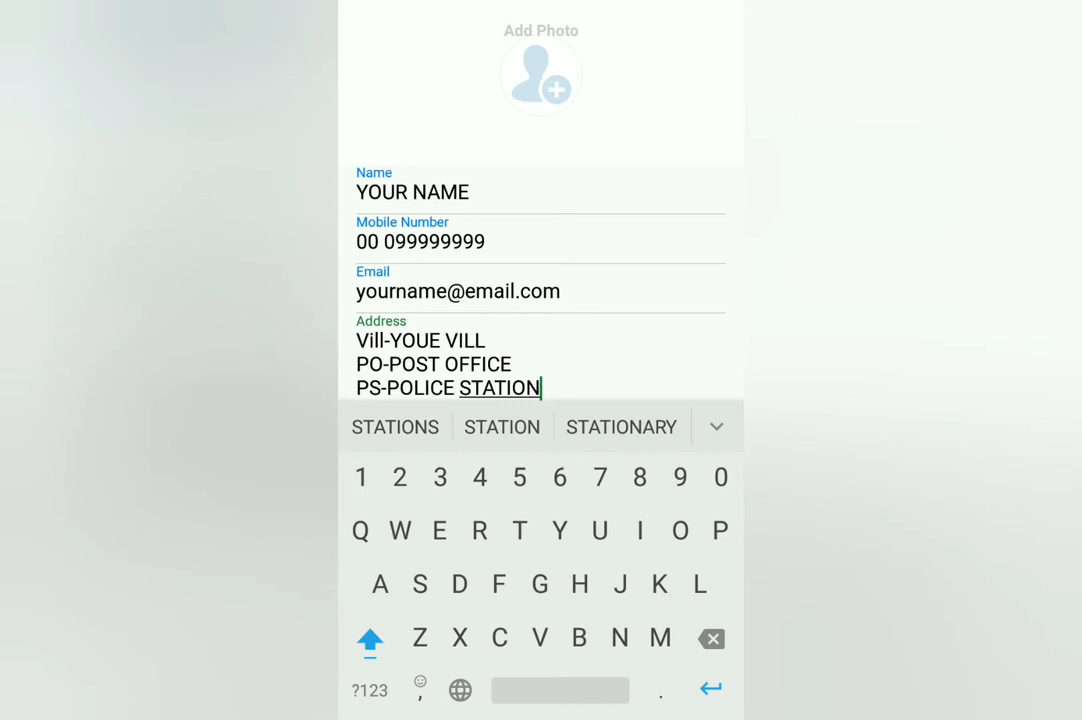 Add Photo
Name
YOUR NAME
Mobile Number
00 099999999
Email
yourname@email.com
Address
Vill-YOUE VILL
PO-POST OFFICE
PS-POLICE STATION
STATIONS STATION STATIONARY
1 2 3 4 5 6 7 8 9 0
Q W E R T Y U I O P
A S D F G H J K L
Z X C V B N M
?123 , .